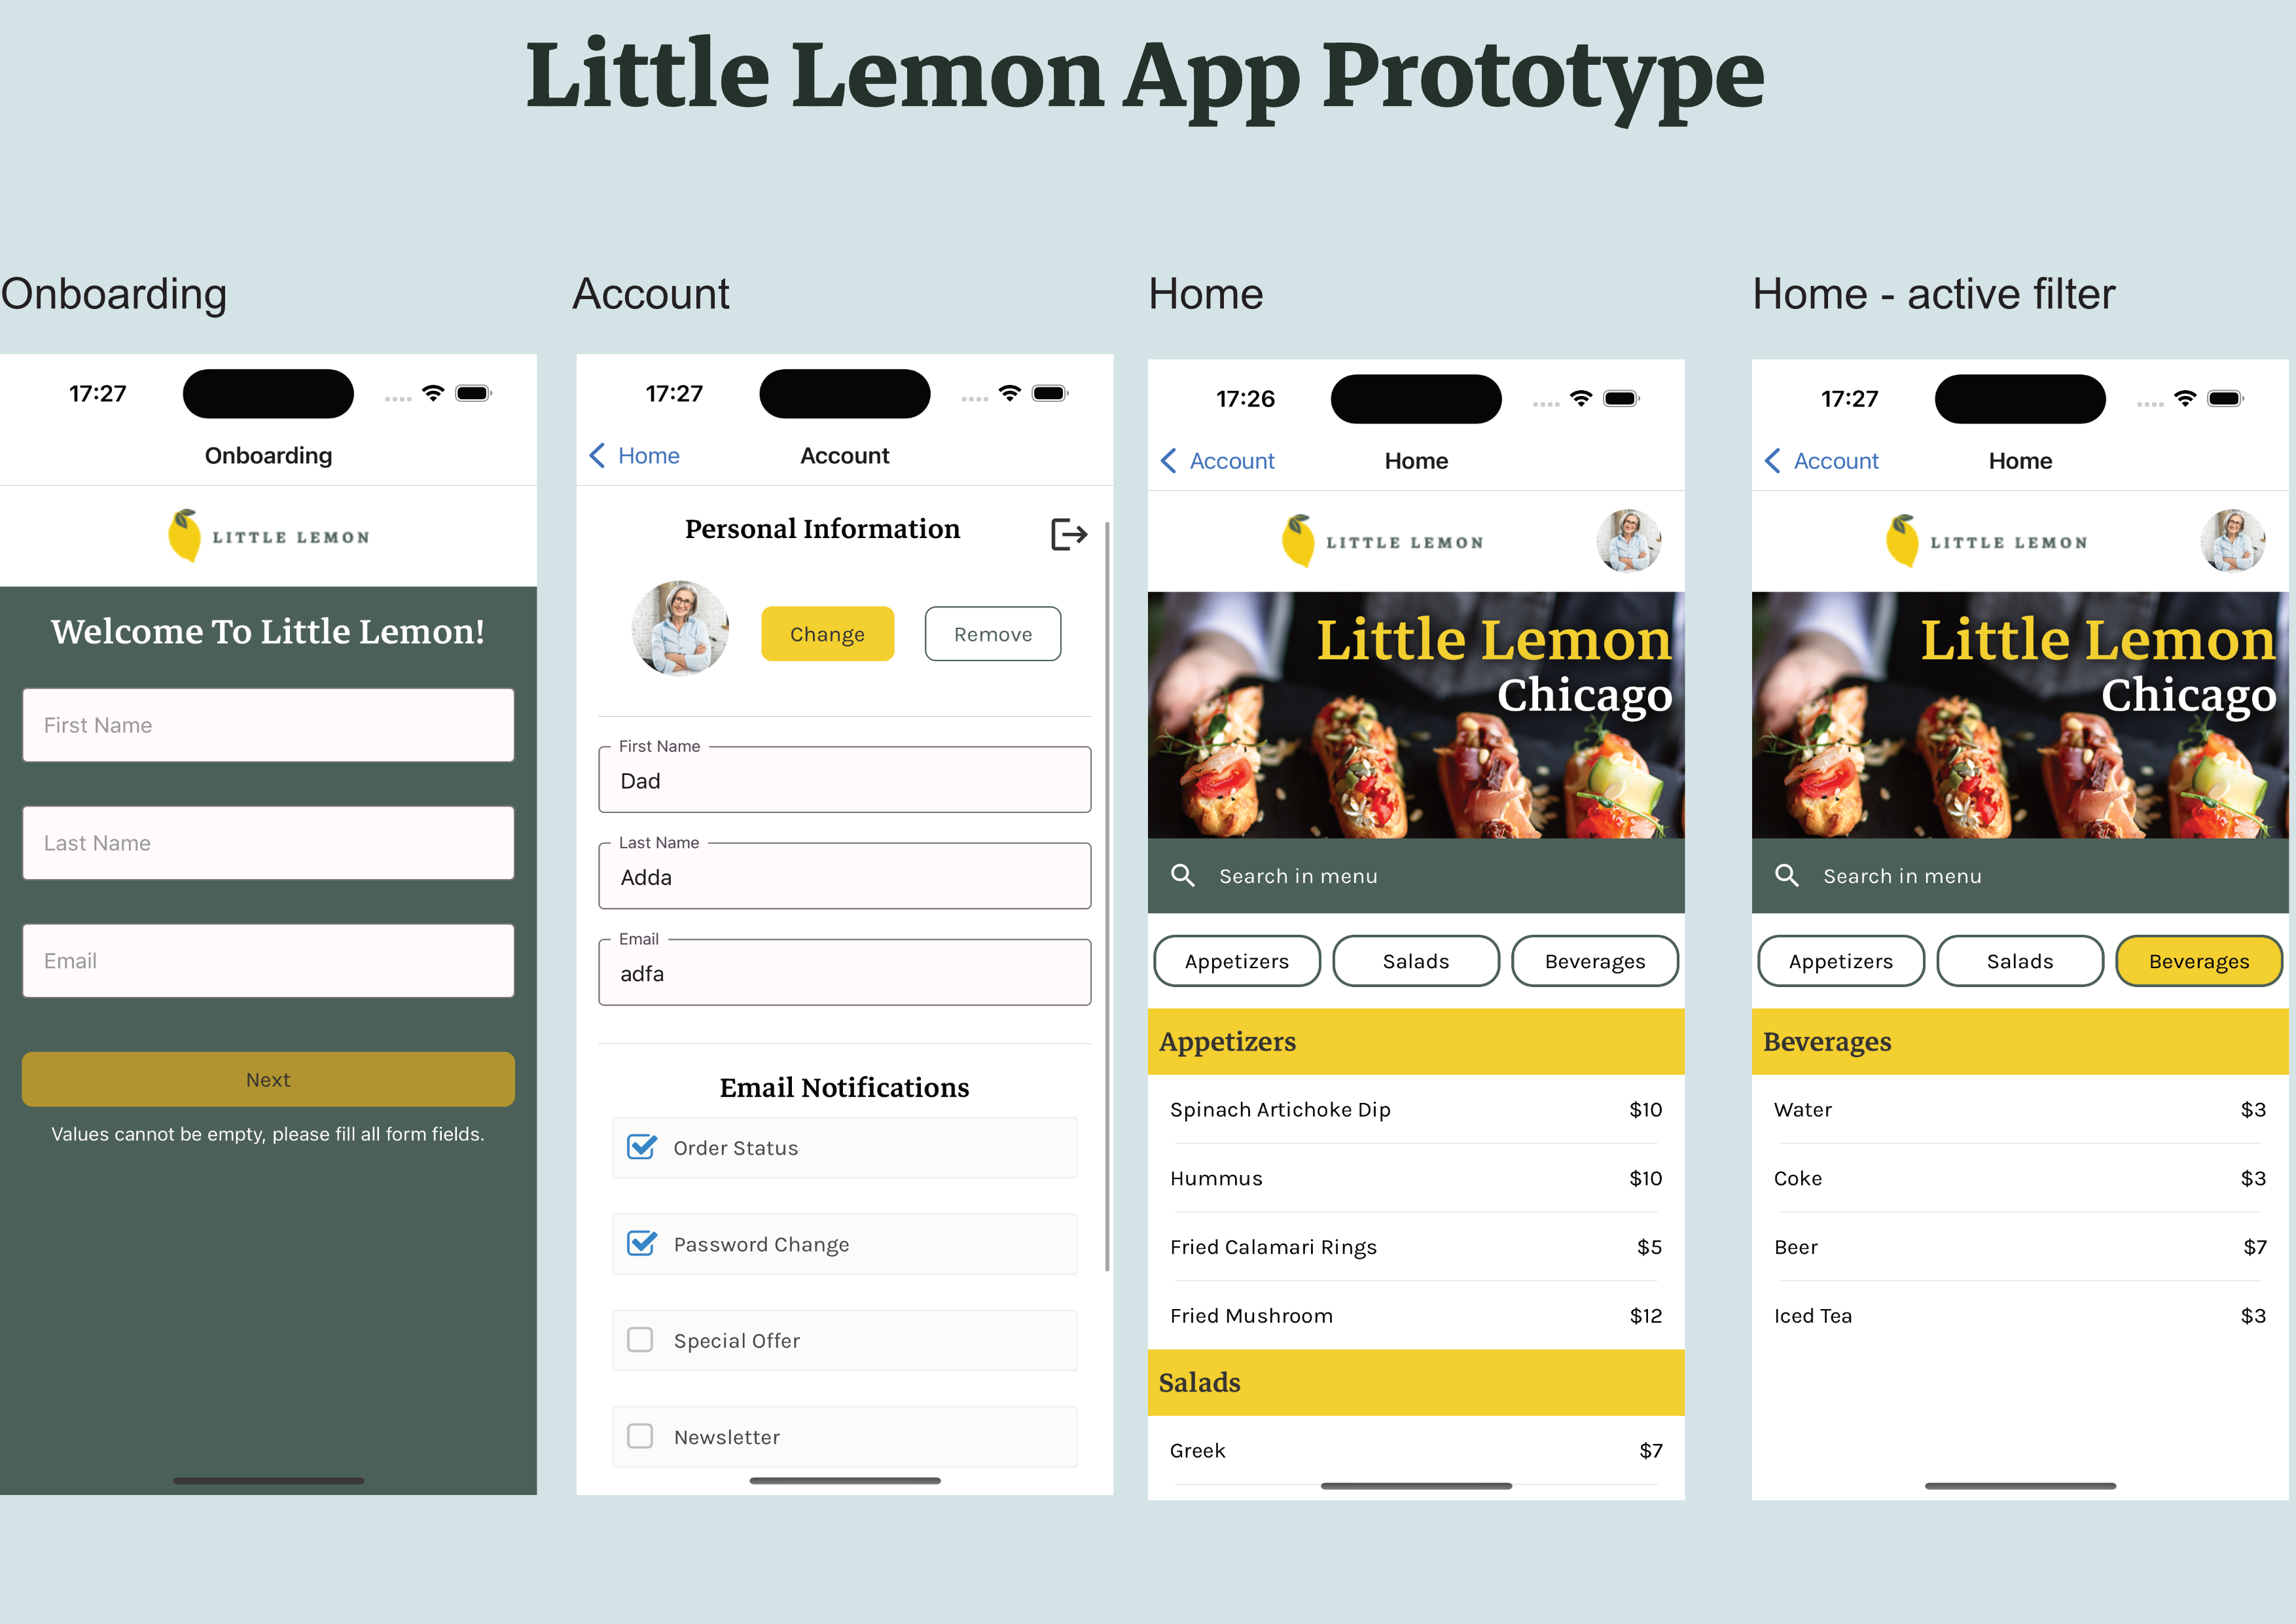 Little Lemon App Prototype
Onboarding
17:27
Onboarding
LITTLE LEMON
Welcome To Little Lemon!
First Name
Last Name
Email
Next
Values cannot be empty, please fill all form fields.
Account
17:27
Home
Account
Personal Information
Change
Remove
First Name
Dad
Last Name
Adda
Email
adfa
Email Notifications
Order Status
Password Change
Special Offer
Newsletter
Home
17:26
Account
Home
LITTLE LEMON
Little Lemon
Chicago
Search in menu
Appetizers
Salads
Beverages
Appetizers
Spinach Artichoke Dip $10
Hummus $10
Fried Calamari Rings $5
Fried Mushroom $12
Salads
Greek $7
Home - active filter
17:27
Account
Home
LITTLE LEMON
Little Lemon
Chicago
Search in menu
Appetizers
Salads
Beverages
Beverages
Water $3
Coke $3
Beer $7
Iced Tea $3